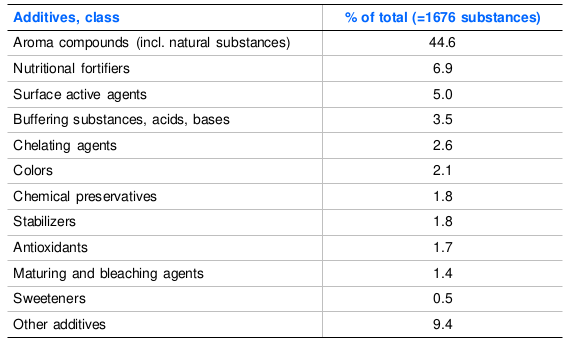 Additives, class % of total (=1676 substances)
Aroma compounds (incl. natural substances) 44.6
Nutritional fortifiers 6.9
Surface active agents 5.0
Buffering substances, acids, bases 3.5
Chelating agents 2.6
Colors 2.1
Chemical preservatives 1.8
Stabilizers 1.8
Antioxidants 1.7
Maturing and bleaching agents 1.4
Sweeteners 0.5
Other additives 9.4